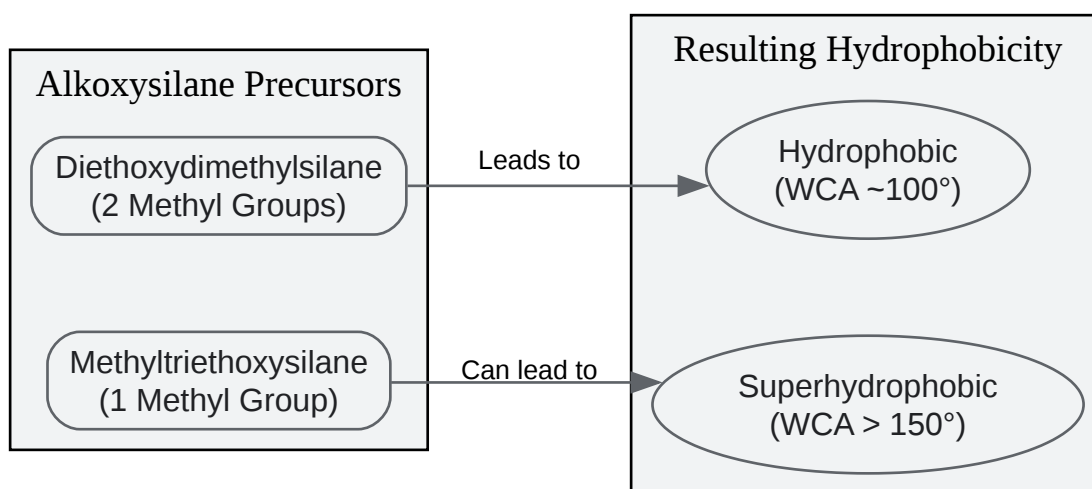 Alkoxysilane Precursors
Diethoxydimethylsilane
(2 Methyl Groups)
Methyltriethoxysilane
(1 Methyl Group)
Leads to
Can lead to
Resulting Hydrophobicity
Hydrophobic
(WCA ~100°)
Superhydrophobic
(WCA > 150°)